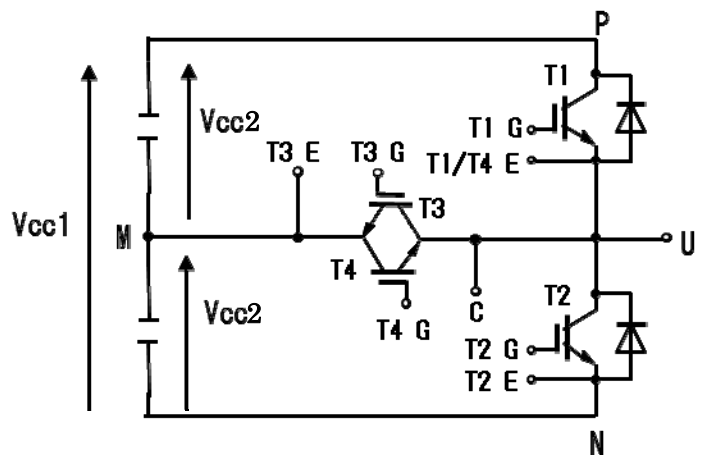 P
T1
Vcc2
T1 G
T3 E
T3 G
T1/T4 E
T3
Vcc1
M
U
T4
Vcc2
C
T2
T4 G
T2 G
T2 E
N